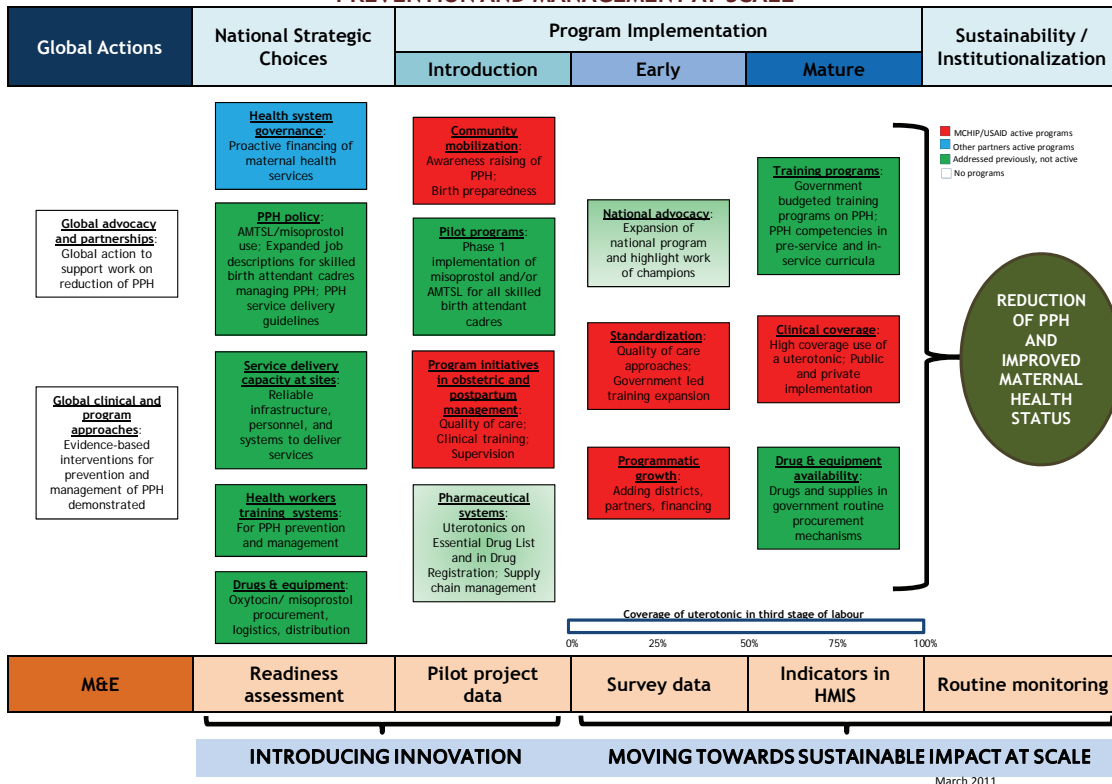 PREVENTION AND MANAGEMENT AT SCALE
Global Actions
National Strategic
Choices
Program Implementation
Introduction
Early
Mature
Sustainability /
Institutionalization
Global advocacy
and partnerships:
Global action to
support work on
reduction of PPH
Global clinical and
program
approaches:
Evidence-based
interventions for
prevention and
management of PPH
demonstrated
Health system
governance:
Proactive financing of
maternal health
services
PPH policy:
AMTSL/misoprostol
use; Expanded job
descriptions for skilled
birth attendant cadres
managing PPH; PPH
service delivery
guidelines
Service delivery
capacity at sites:
Reliable
infrastructure,
personnel, and
systems to deliver
services
Health workers
training systems:
For PPH prevention
and management
Drugs & equipment:
Oxytocin/ misoprostol
procurement,
logistics, distribution
Community
mobilization:
Awareness raising of
PPH;
Birth preparedness
Pilot programs:
Phase 1
implementation of
misoprostol and/or
AMTSL for all skilled
birth attendant
cadres
Program initiatives
in obstetric and
postpartum
management:
Quality of care;
Clinical training;
Supervision
Pharmaceutical
systems:
Uterotonics on
Essential Drug List
and in Drug
Registration; Supply
chain management
National advocacy:
Expansion of
national program
and highlight work
of champions
Standardization:
Quality of care
approaches;
Government led
training expansion
Programmatic
growth:
Adding districts,
partners, financing
Training programs:
Government
budgeted training
programs on PPH;
PPH competencies in
pre-service and in-
service curricula
Clinical coverage:
High coverage use of
a uterotonic; Public
and private
implementation
Drug & equipment
availability:
Drugs and supplies in
government routine
procurement
mechanisms
MCHIP/USAID active programs
Other partners active programs
Addressed previously, not active
No programs
REDUCTION
OF PPH
AND
IMPROVED
MATERNAL
HEALTH
STATUS
Coverage of uterotonic in third stage of labour
0% 25% 50% 75% 100%
M&E
Readiness
assessment
Pilot project
data
Survey data
Indicators in
HMIS
Routine monitoring
INTRODUCING INNOVATION
MOVING TOWARDS SUSTAINABLE IMPACT AT SCALE
March 2011